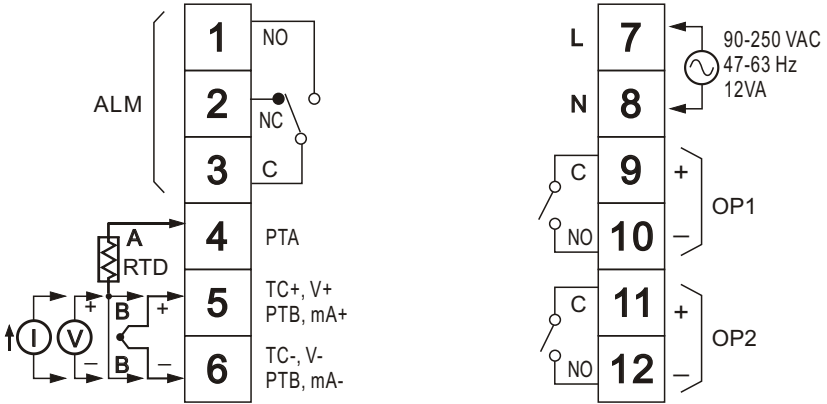 ALM
1
NO
2
NC
3
C
A
RTD
4
PTA
I
V
+
–
B
B
+
–
5
TC+, V+
PTB, mA+
6
TC-, V-
PTB, mA-
L
7
N
8
90-250 VAC
47-63 Hz
12VA
C
9
+
NO
10
–
OP1
C
11
+
NO
12
–
OP2